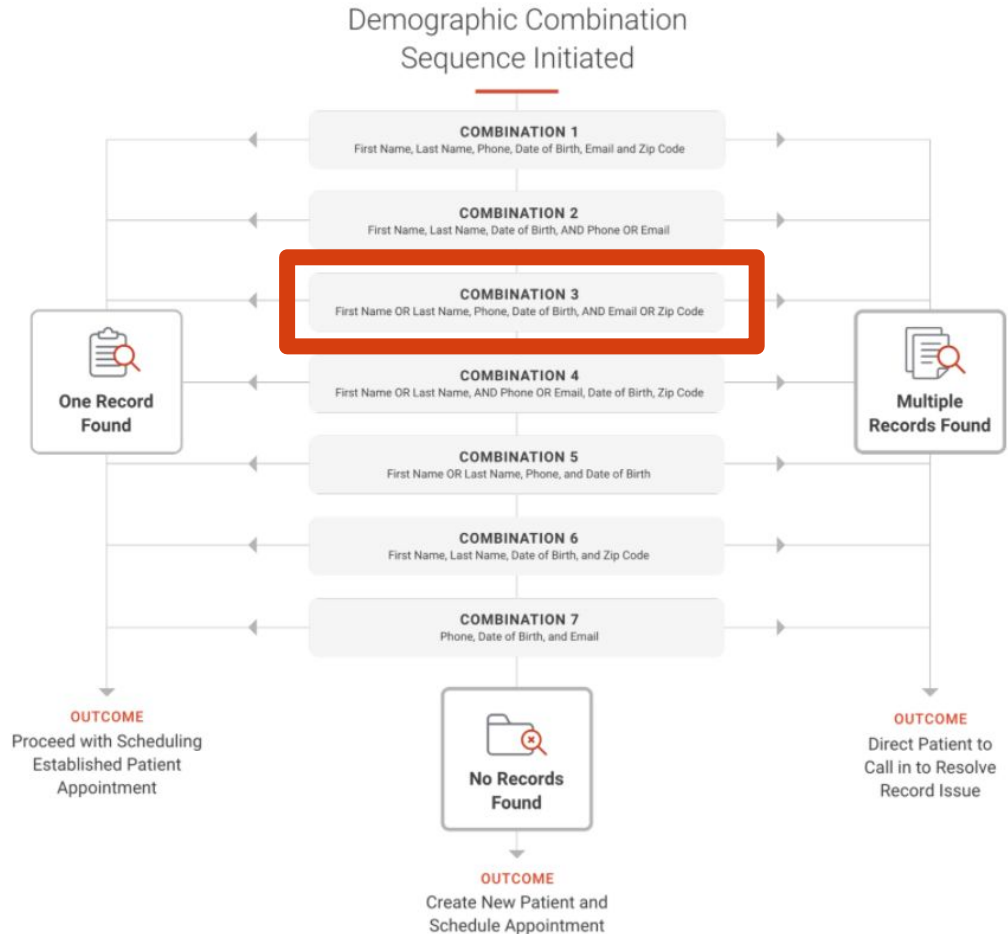 Demographic Combination
Sequence Initiated
COMBINATION 1
First Name, Last Name, Phone, Date of Birth, Email and Zip Code
COMBINATION 2
First Name, Last Name, Date of Birth, AND Phone OR Email
COMBINATION 3
First Name OR Last Name, Phone, Date of Birth, AND Email OR Zip Code
COMBINATION 4
First Name OR Last Name, AND Phone OR Email, Date of Birth, Zip Code
COMBINATION 5
First Name OR Last Name, Phone, and Date of Birth
COMBINATION 6
First Name, Last Name, Date of Birth, and Zip Code
COMBINATION 7
Phone, Date of Birth, and Email
One Record
Found
Multiple
Records Found
No Records
Found
OUTCOME
Proceed with Scheduling
Established Patient
Appointment
OUTCOME
Direct Patient to
Call in to Resolve
Record Issue
OUTCOME
Create New Patient and
Schedule Appointment